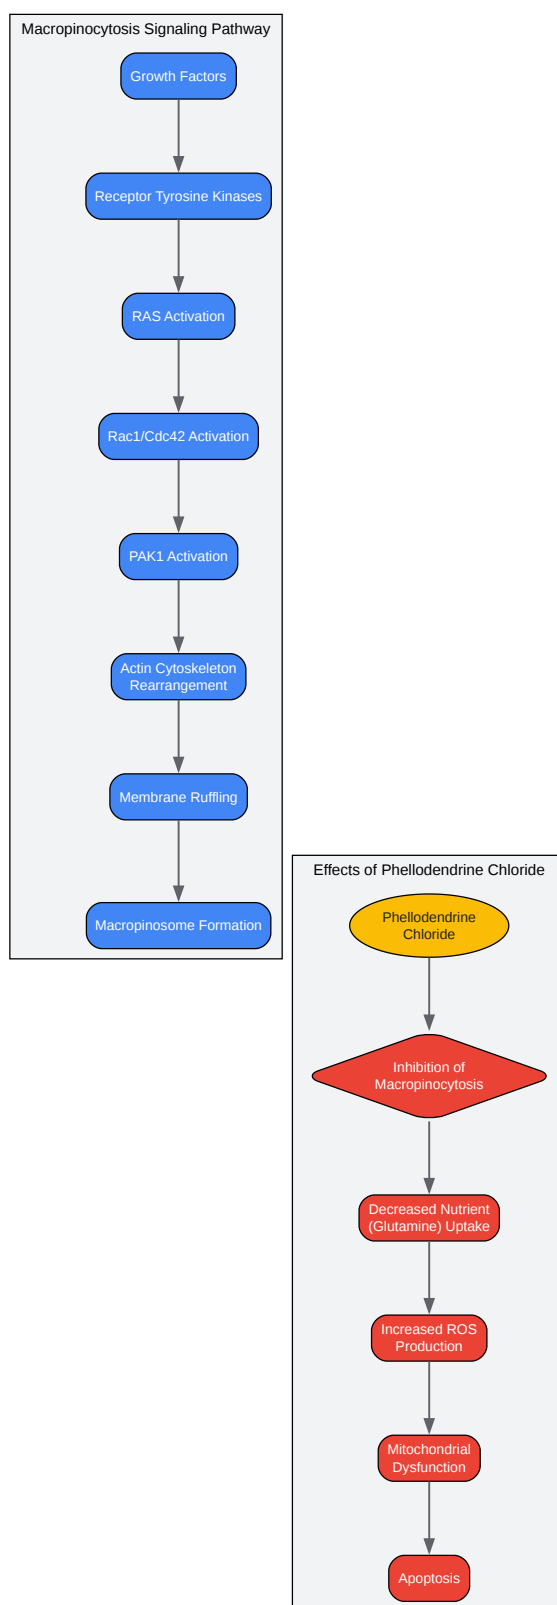 Macropinocytosis Signaling Pathway
Growth Factors
Receptor Tyrosine Kinases
RAS Activation
Rac1/Cdc42 Activation
PAK1 Activation
Actin Cytoskeleton
Rearrangement
Membrane Ruffling
Macropinosome Formation
Effects of Phellodendrine Chloride
Phellodendrine
Chloride
Inhibition of
Macropinocytosis
Decreased Nutrient
(Glutamine) Uptake
Increased ROS
Production
Mitochondrial
Dysfunction
Apoptosis